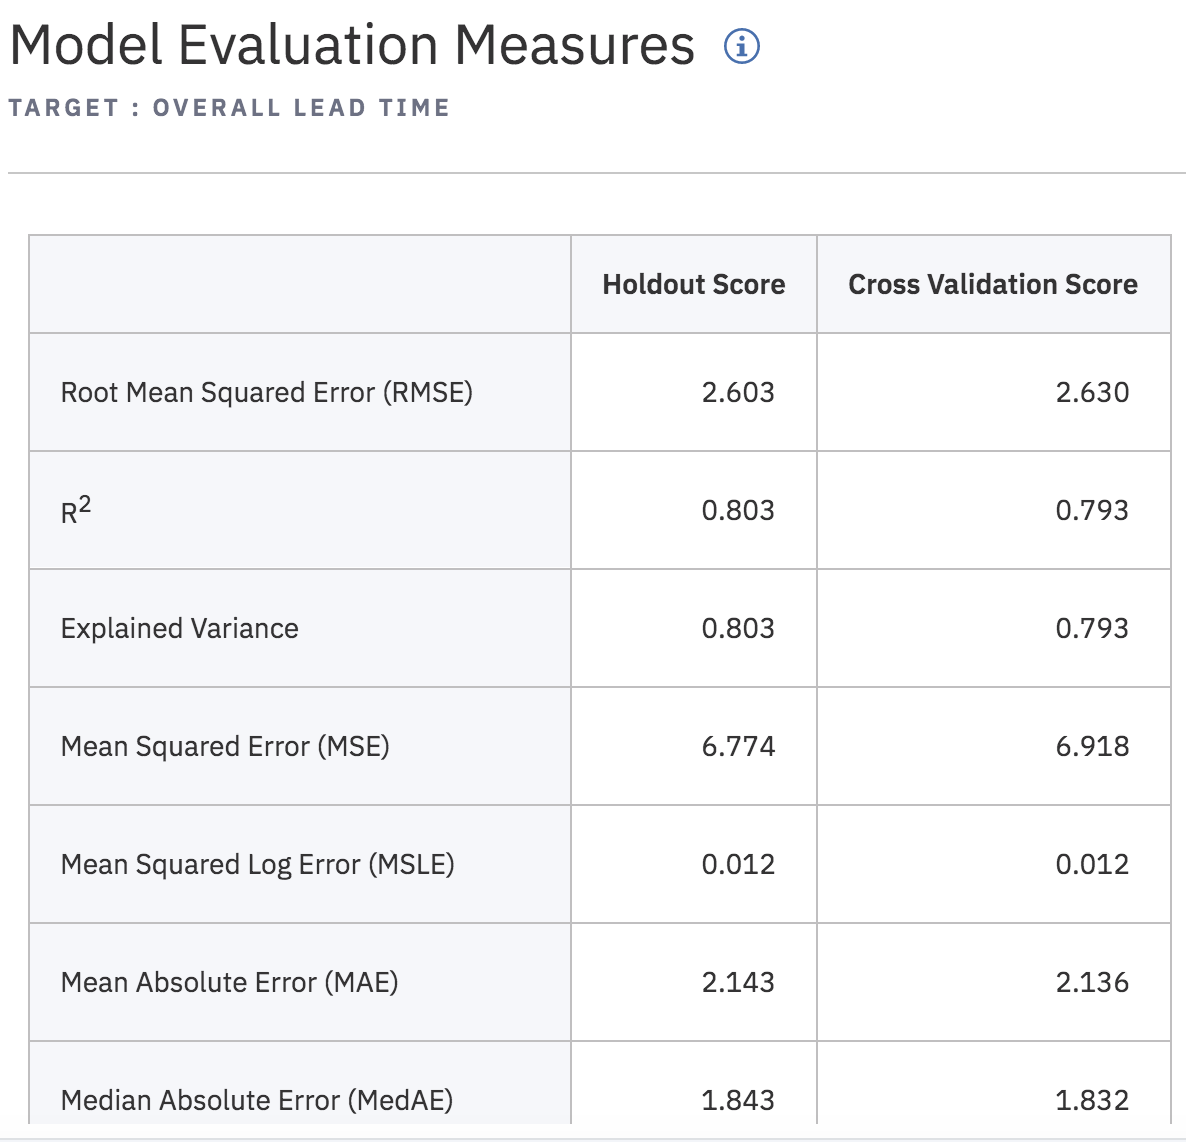 Model Evaluation Measures
TARGET : OVERALL LEAD TIME
Holdout Score Cross Validation Score
Root Mean Squared Error (RMSE) 2.603 2.630
R² 0.803 0.793
Explained Variance 0.803 0.793
Mean Squared Error (MSE) 6.774 6.918
Mean Squared Log Error (MSLE) 0.012 0.012
Mean Absolute Error (MAE) 2.143 2.136
Median Absolute Error (MedAE) 1.843 1.832